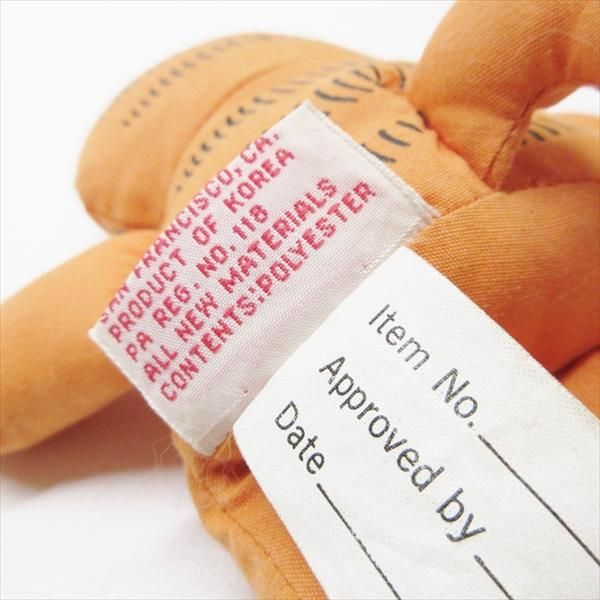 FRANCISCO, CA.
PRODUCT OF KOREA
PA REG. NO. 118
ALL NEW MATERIALS
CONTENTS: POLYESTER
Item No.
Approved by
Date